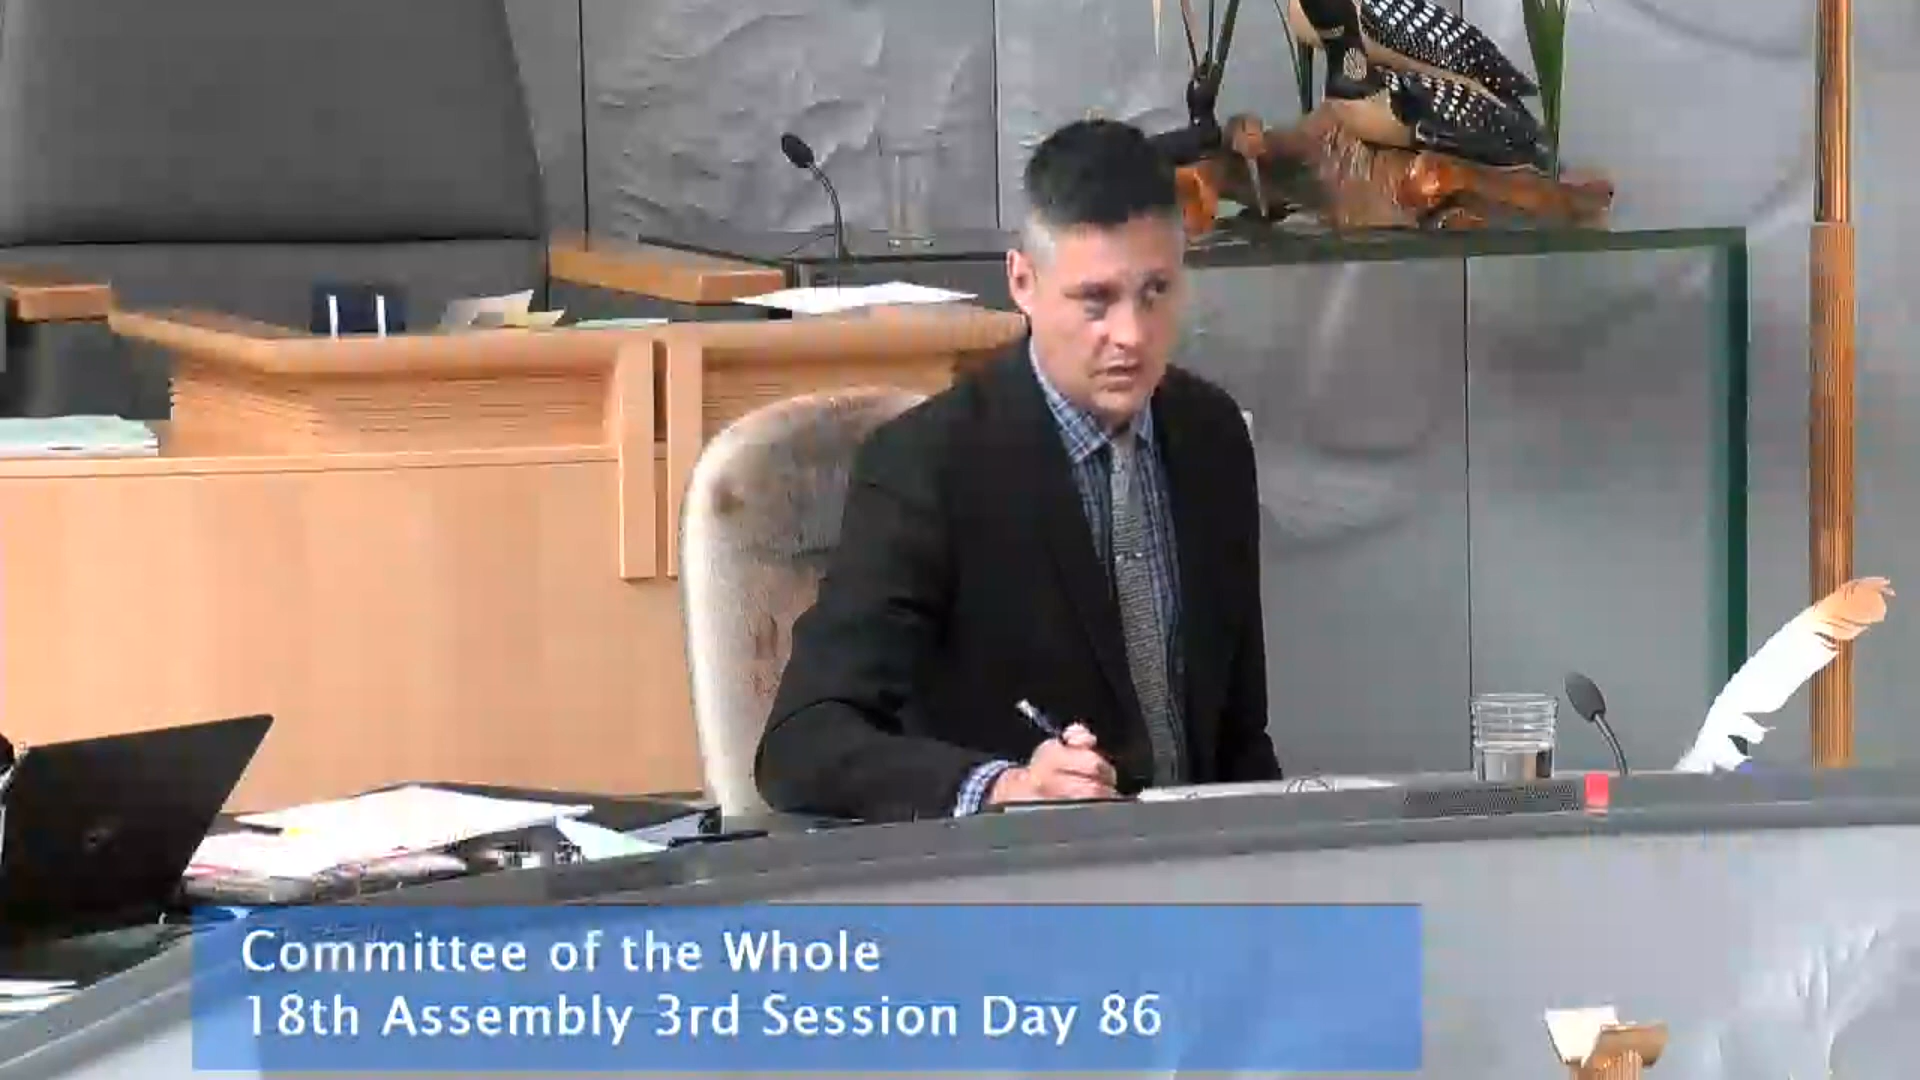 Committee of the Whole
18th Assembly 3rd Session Day 86